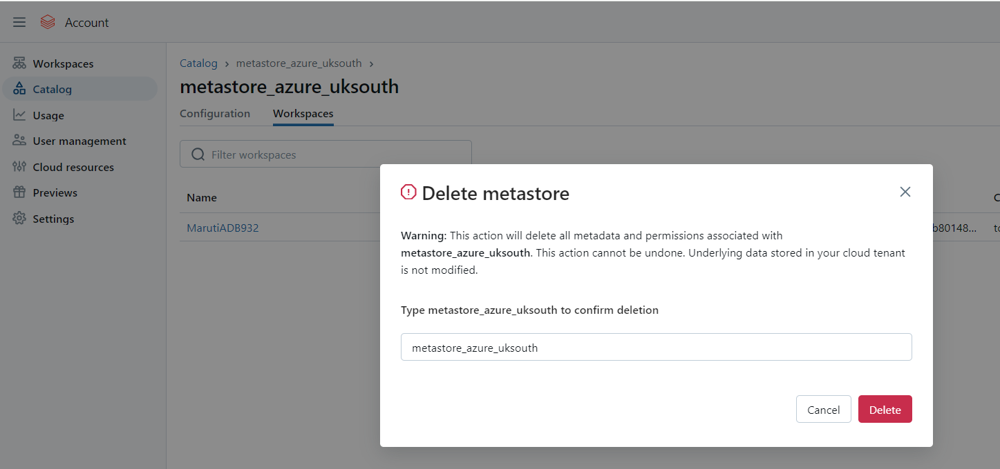 Account
Workspaces
Catalog
Usage
User management
Cloud resources
Previews
Settings
Catalog › metastore_azure_uksouth ›
metastore_azure_uksouth
Configuration Workspaces
Filter workspaces
Name
MarutiADB932
b80148...
Delete metastore
Warning: This action will delete all metadata and permissions associated with
metastore_azure_uksouth. This action cannot be undone. Underlying data stored in your cloud tenant
is not modified.
Type metastore_azure_uksouth to confirm deletion
metastore_azure_uksouth
Cancel Delete